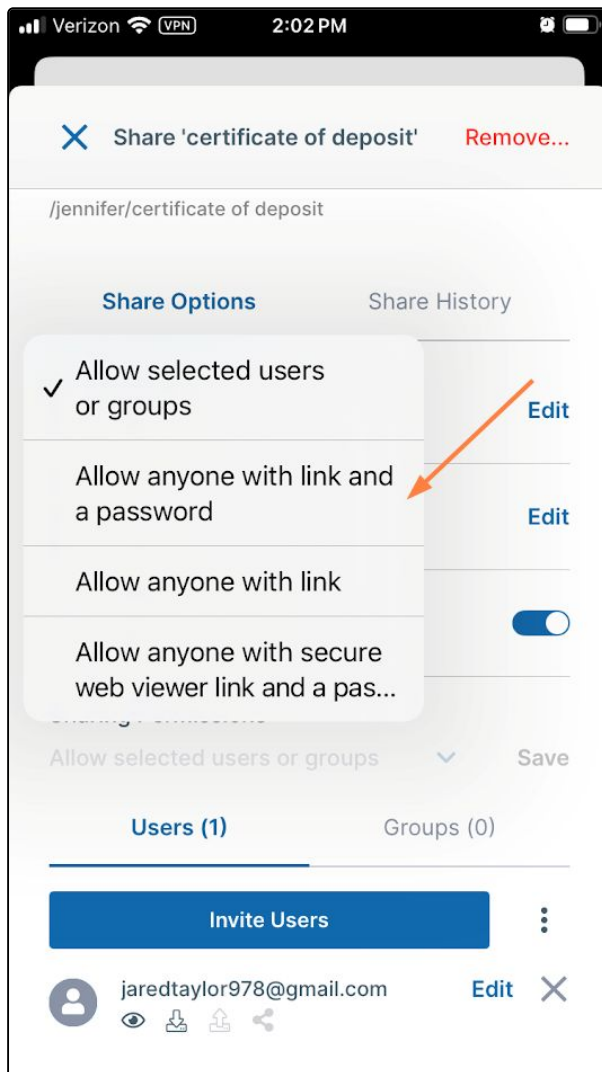 Verizon VPN 2:02 PM
Share 'certificate of deposit' Remove...
/jennifer/certificate of deposit
Share Options Share History
Allow selected users
or groups
Edit
Allow anyone with link and
a password
Edit
Allow anyone with link
Allow anyone with secure
web viewer link and a pas...
Allow selected users or groups Save
Users (1) Groups (0)
Invite Users
jaredtaylor978@gmail.com Edit